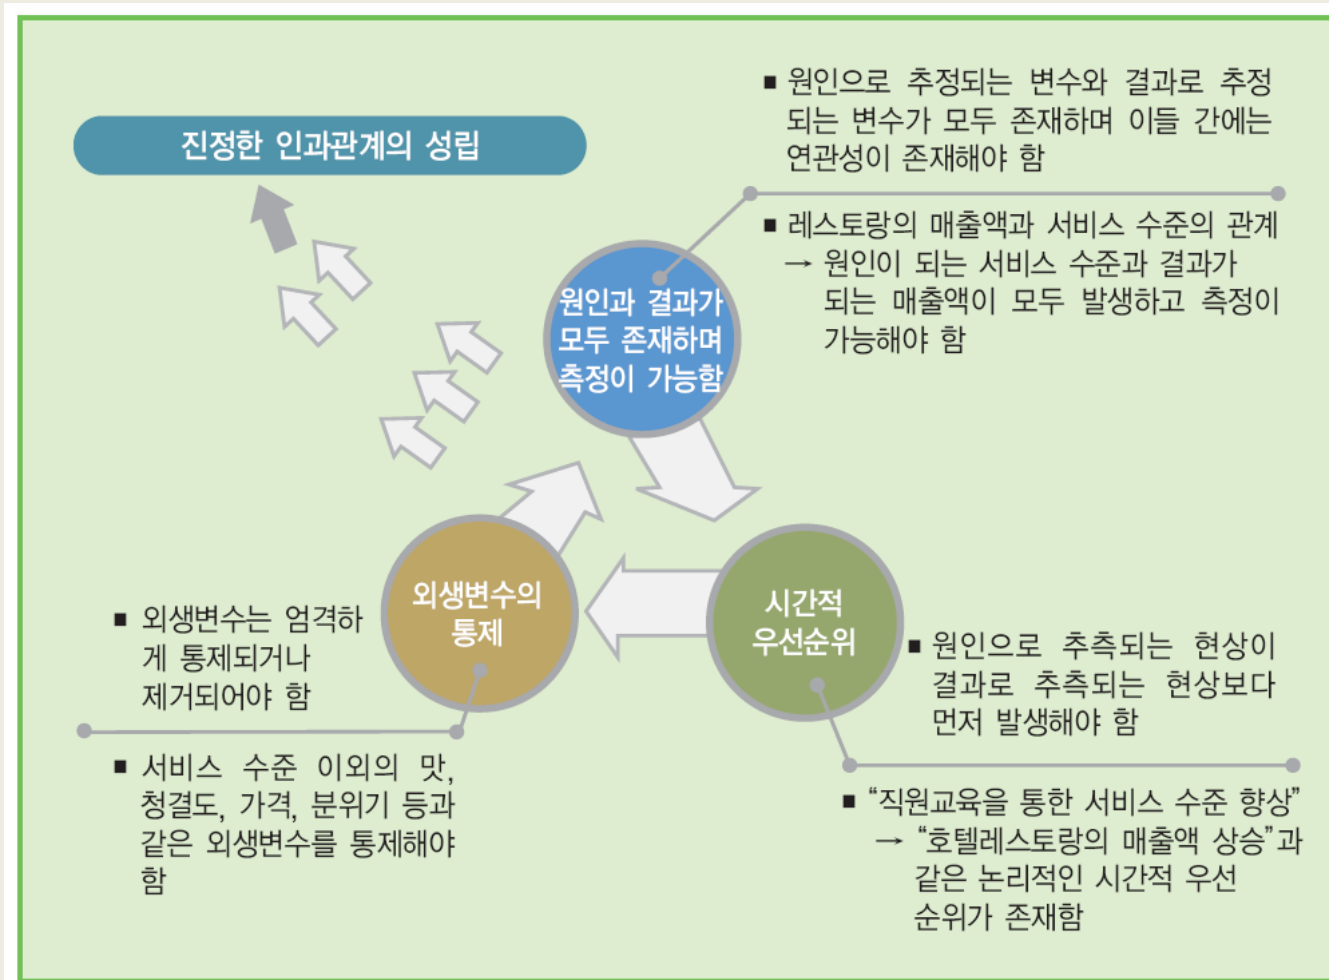 진정한 인과관계의 성립
■ 원인으로 추정되는 변수와 결과로 추정
되는 변수가 모두 존재하며 이들 간에는
연관성이 존재해야 함
■ 레스토랑의 매출액과 서비스 수준의 관계
→ 원인이 되는 서비스 수준과 결과가
되는 매출액이 모두 발생하고 측정이
가능해야 함
원인과 결과가
모두 존재하며
측정이 가능함
외생변수의
통제
■ 외생변수는 엄격하
게 통제되거나
제거되어야 함
■ 서비스 수준 이외의 맛,
청결도, 가격, 분위기 등과
같은 외생변수를 통제해야
함
시간적
우선순위
■ 원인으로 추측되는 현상이
결과로 추측되는 현상보다
먼저 발생해야 함
■ “직원교육을 통한 서비스 수준 향상”
→ “호텔레스토랑의 매출액 상승”과
같은 논리적인 시간적 우선
순위가 존재함